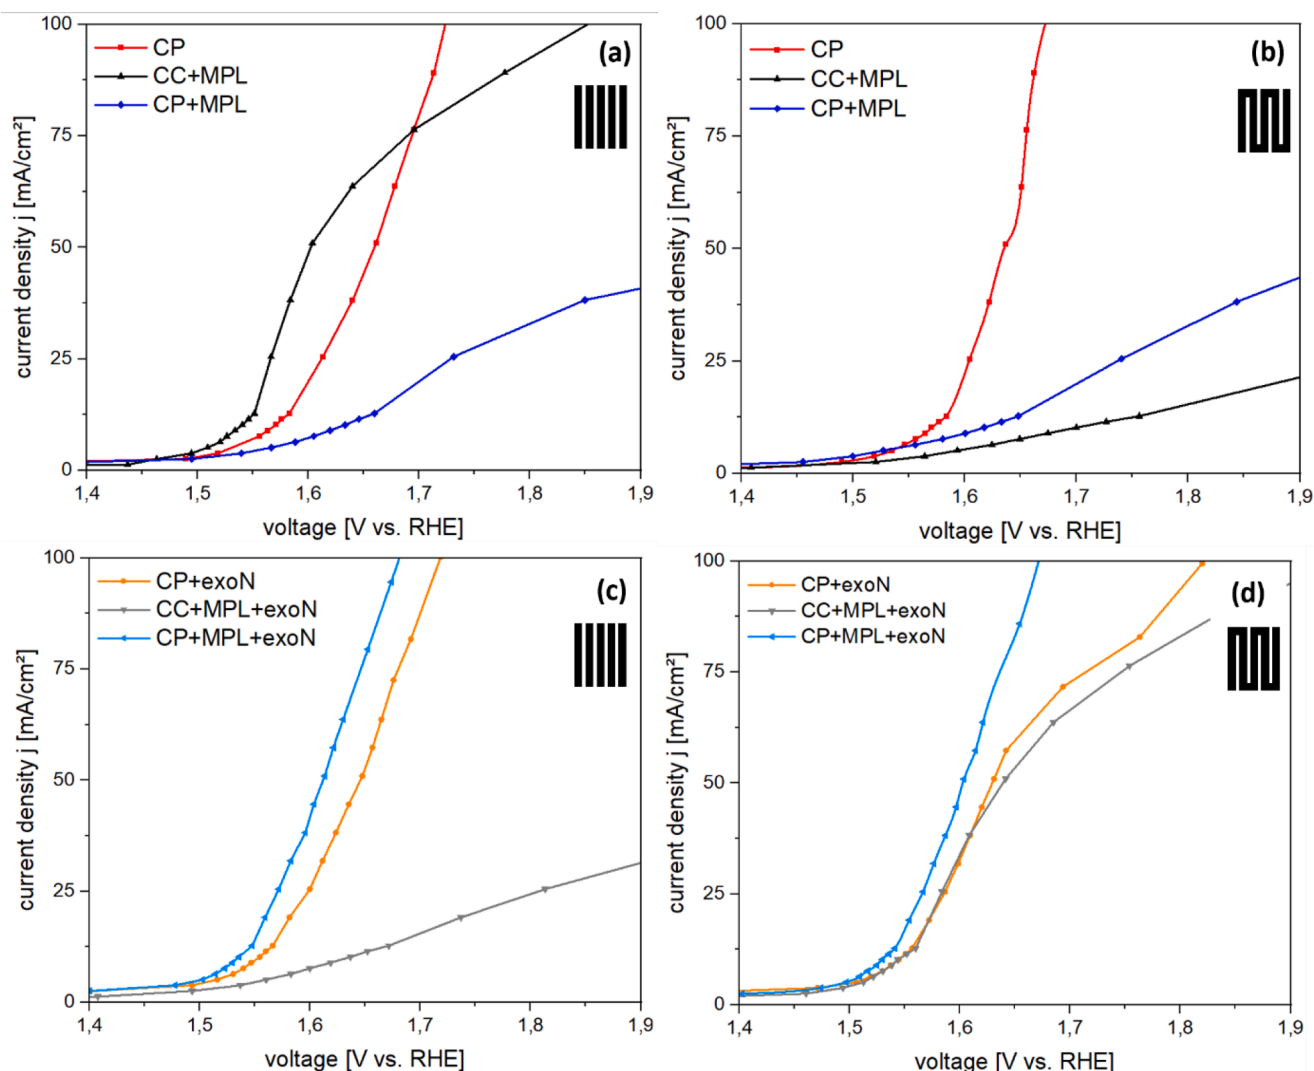 100
75
50
25
0
CP
CC+MPL
CP+MPL
(a)
current density j [mA/cm²]
1,4 1,5 1,6 1,7 1,8 1,9
voltage [V vs. RHE]
100
75
50
25
0
CP
CC+MPL
CP+MPL
(b)
current density j [mA/cm²]
1,4 1,5 1,6 1,7 1,8 1,9
voltage [V vs. RHE]
100
75
50
25
0
CP+exoN
CC+MPL+exoN
CP+MPL+exoN
(c)
current density j [mA/cm²]
1,4 1,5 1,6 1,7 1,8 1,9
voltage [V vs. RHE]
100
75
50
25
0
CP+exoN
CC+MPL+exoN
CP+MPL+exoN
(d)
current density j [mA/cm²]
1,4 1,5 1,6 1,7 1,8 1,9
voltage [V vs. RHE]